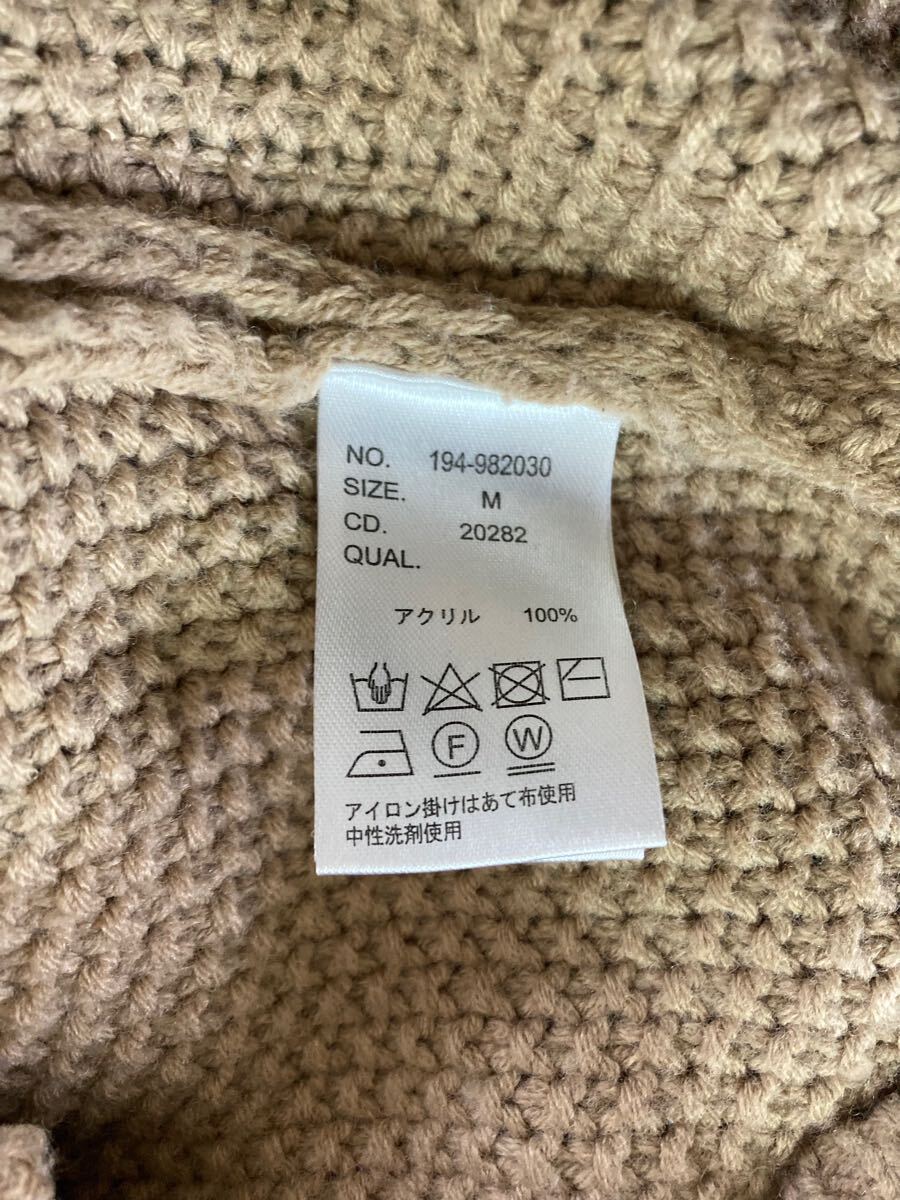 NO. 194-982030
SIZE. M
CD. 20282
QUAL.
アクリル 100%
F W
アイロン掛けはあて布使用
中性洗剤使用